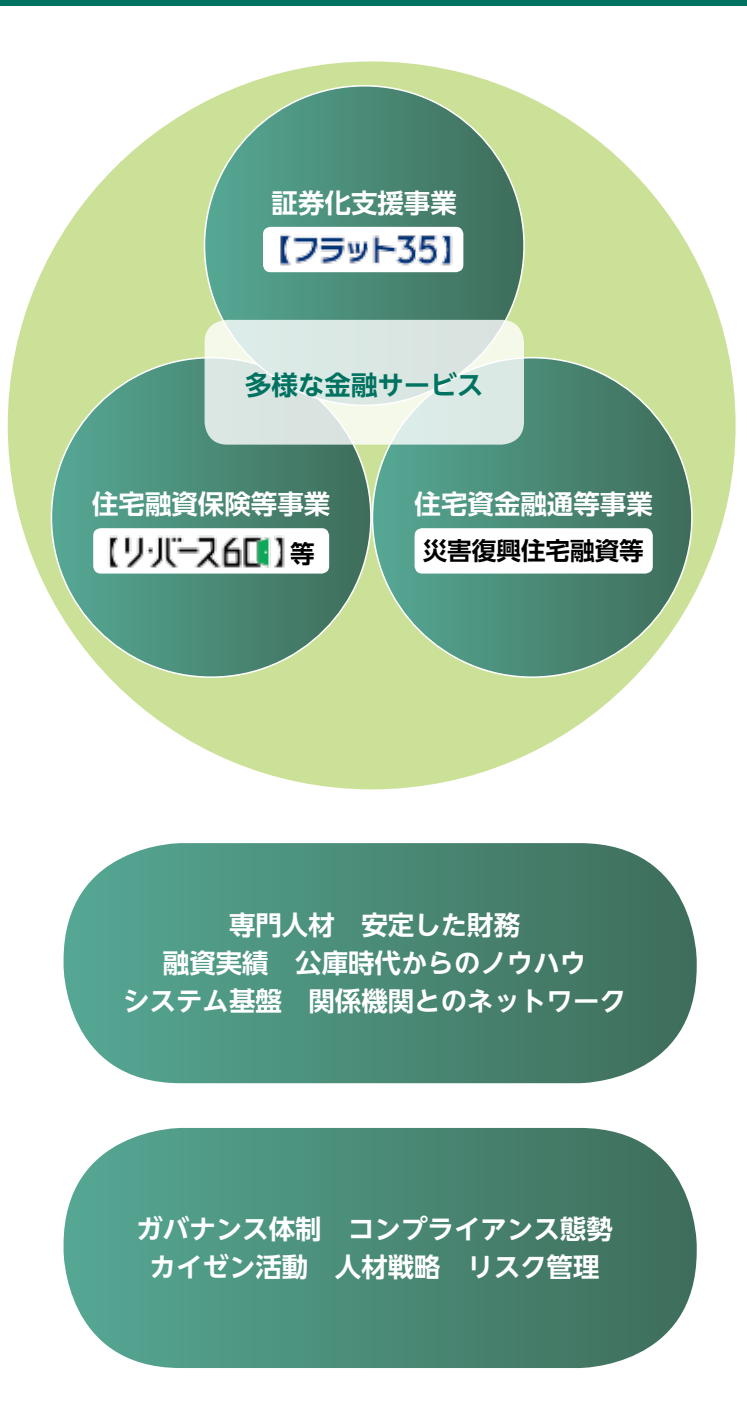 証券化支援事業
【フラット35】
多様な金融サービス
住宅融資保険等事業
【リ・バース60】等
住宅資金融通等事業
災害復興住宅融資等
専門人材　安定した財務
融資実績　公庫時代からのノウハウ
システム基盤　関係機関とのネットワーク
ガバナンス体制　コンプライアンス態勢
カイゼン活動　人材戦略　リスク管理